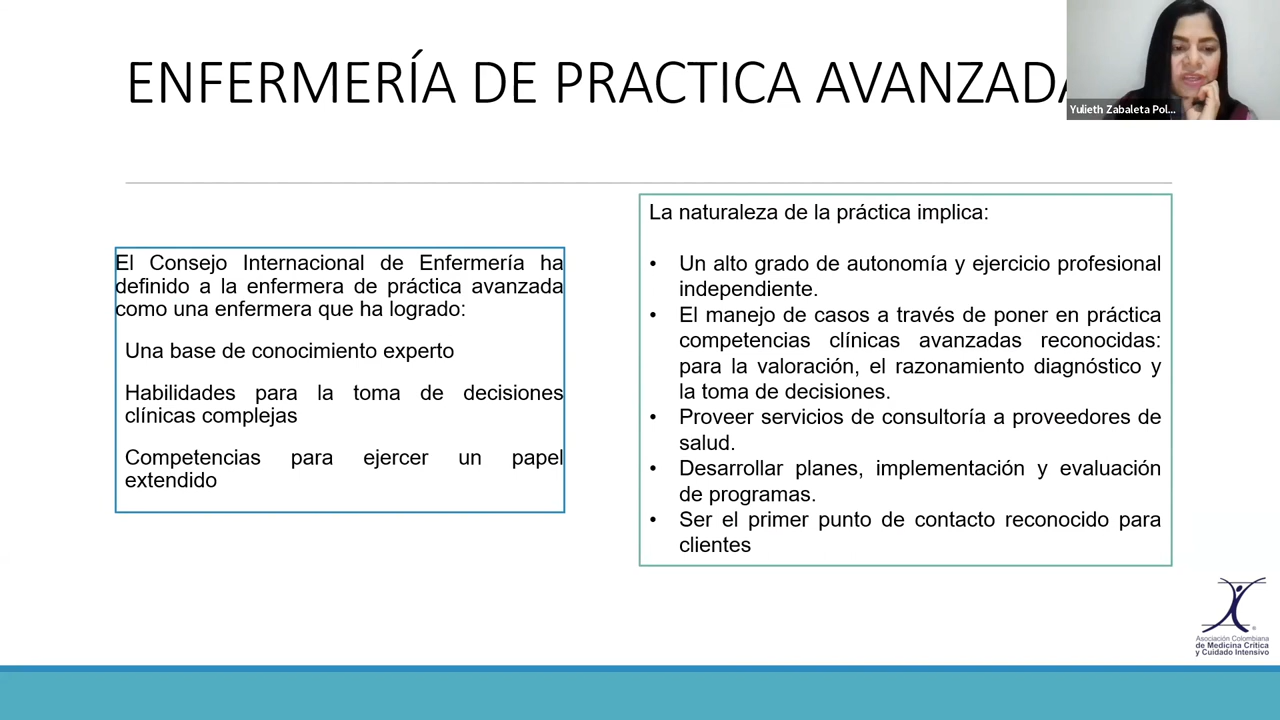 ENFERMERÍA DE PRACTICA AVANZADA
Yulieth Zabaleta Pol...
El Consejo Internacional de Enfermería ha
definido a la enfermera de práctica avanzada
como una enfermera que ha logrado:
Una base de conocimiento experto
Habilidades para la toma de decisiones
clínicas complejas
Competencias para ejercer un papel
extendido
La naturaleza de la práctica implica:
• Un alto grado de autonomía y ejercicio profesional
independiente.
• El manejo de casos a través de poner en práctica
competencias clínicas avanzadas reconocidas:
para la valoración, el razonamiento diagnóstico y
la toma de decisiones.
• Proveer servicios de consultoría a proveedores de
salud.
• Desarrollar planes, implementación y evaluación
de programas.
• Ser el primer punto de contacto reconocido para
clientes
Asociación Colombiana
de Medicina Crítica
y Cuidado Intensivo